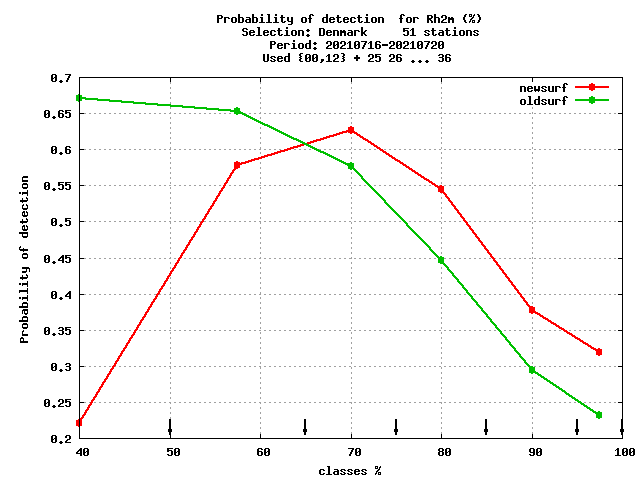 Probability of detection  for Rh2m (%)
Selection: Denmark     51 stations
Period: 20210716-20210720
Used {00,12} + 25 26 ... 36
newsurf
oldsurf
Probability of detection
0.7
0.65
0.6
0.55
0.5
0.45
0.4
0.35
0.3
0.25
0.2
40 50 60 70 80 90 100
classes %